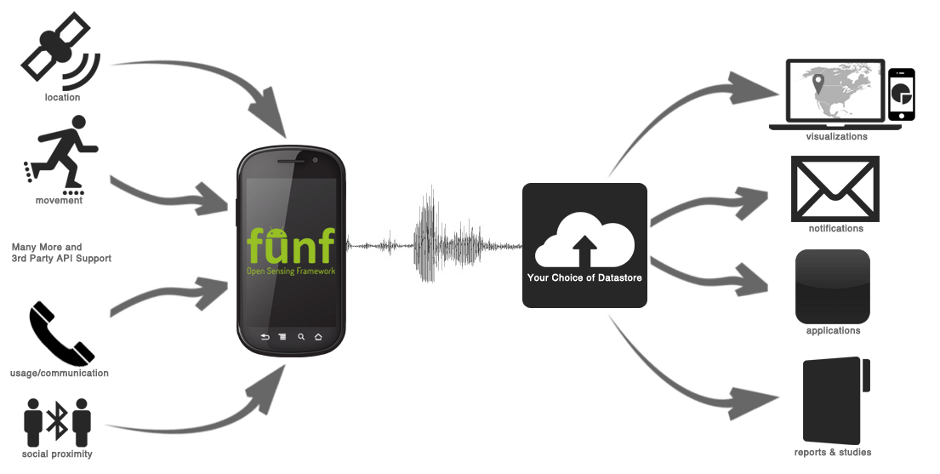 location
movement
Many More and
3rd Party API Support
usage/communication
social proximity
funf
Open Sensing Framework
Your Choice of Datastore
visualizations
notifications
applications
reports & studies